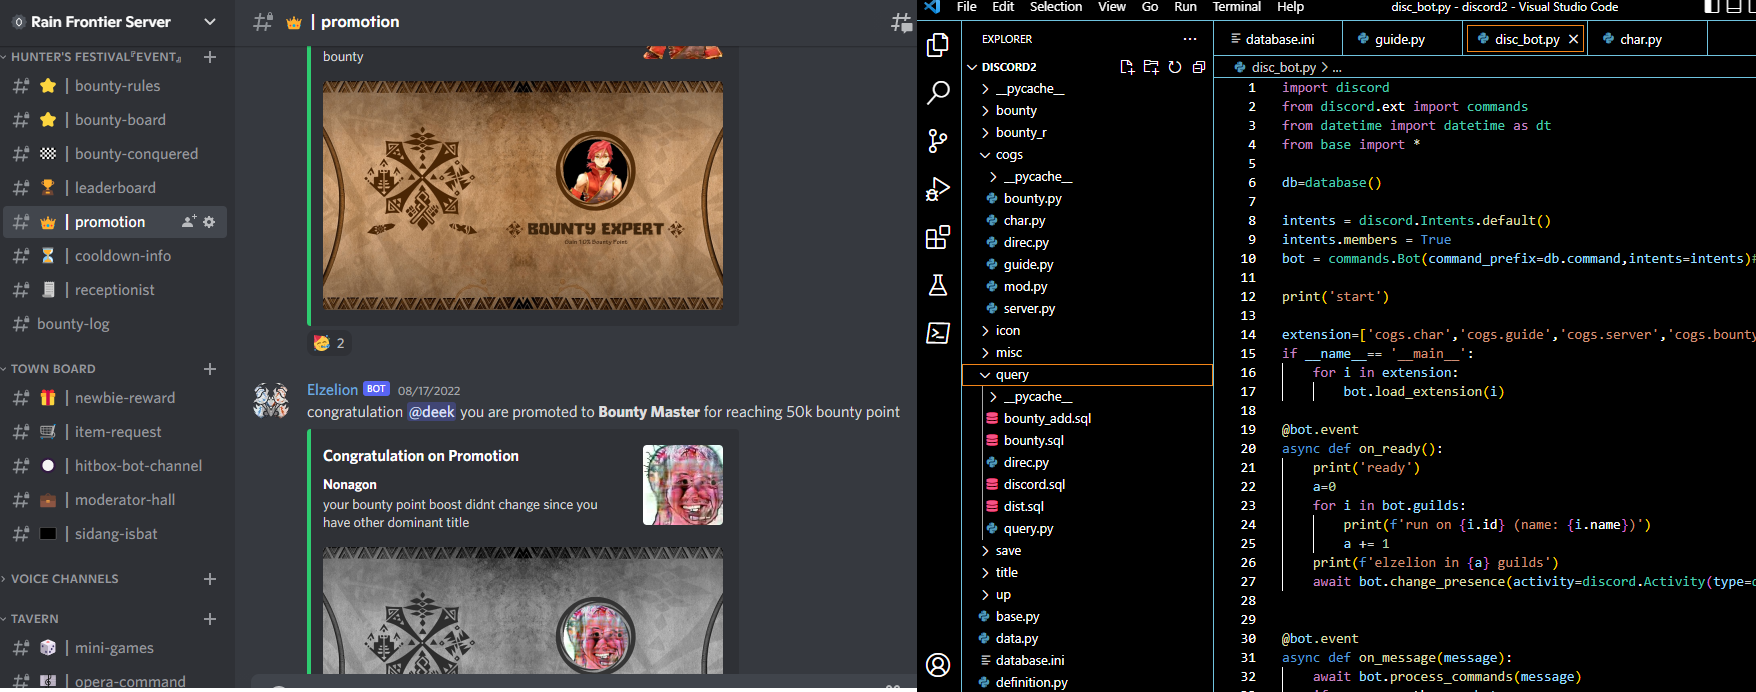 Rain Frontier Server
HUNTER'S FESTIVAL『EVENT』
| bounty-rules
| bounty-board
| bounty-conquered
| leaderboard
| promotion
| cooldown-info
| receptionist
bounty-log
TOWN BOARD
| newbie-reward
| item-request
| hitbox-bot-channel
| moderator-hall
| sidang-isbat
VOICE CHANNELS
TAVERN
| mini-games
| opera-command
| promotion
bounty
BOUNTY EXPERT
Gain 10% Bounty Point
2
Elzelion BOT 08/17/2022
congratulation @deek you are promoted to Bounty Master for reaching 50k bounty point
Congratulation on Promotion
Nonagon
your bounty point boost didnt change since you
have other dominant title
File Edit Selection View Go Run Terminal Help
disc_bot.py - discord2 - Visual Studio Code
EXPLORER
DISCORD2
__pycache__
bounty
bounty_r
cogs
__pycache__
bounty.py
char.py
direc.py
guide.py
mod.py
server.py
icon
misc
query
__pycache__
bounty_add.sql
bounty.sql
direc.py
discord.sql
dist.sql
query.py
save
title
up
base.py
data.py
database.ini
definition.py
database.ini guide.py disc_bot.py char.py
disc_bot.py > ...
1 import discord
2 from discord.ext import commands
3 from datetime import datetime as dt
4 from base import *
5
6 db=database()
7
8 intents = discord.Intents.default()
9 intents.members = True
10 bot = commands.Bot(command_prefix=db.command,intents=intents)#
11
12 print('start')
13
14 extension=['cogs.char','cogs.guide','cogs.server','cogs.bounty
15 if __name__== '__main__':
16 for i in extension:
17 bot.load_extension(i)
18
19 @bot.event
20 async def on_ready():
21 print('ready')
22 a=0
23 for i in bot.guilds:
24 print(f'run on {i.id} (name: {i.name})')
25 a += 1
26 print(f'elzelion in {a} guilds')
27 await bot.change_presence(activity=discord.Activity(type=d
28
29
30 @bot.event
31 async def on_message(message):
32 await bot.process_commands(message)